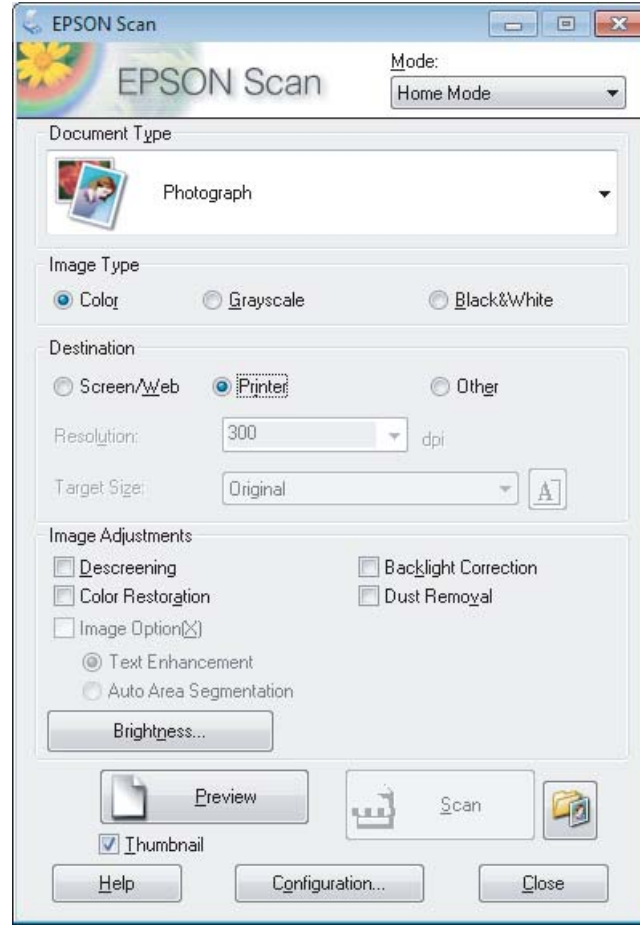 EPSON Scan
EPSON Scan
Mode:
Home Mode
Document Type
Photograph
Image Type
Color Grayscale Black&White
Destination
Screen/Web Printer Other
Resolution: 300 dpi
Target Size: Original A
Image Adjustments
Descreening Backlight Correction
Color Restoration Dust Removal
Image Option(X)
Text Enhancement
Auto Area Segmentation
Brightness...
Preview Scan
Thumbnail
Help Configuration... Close